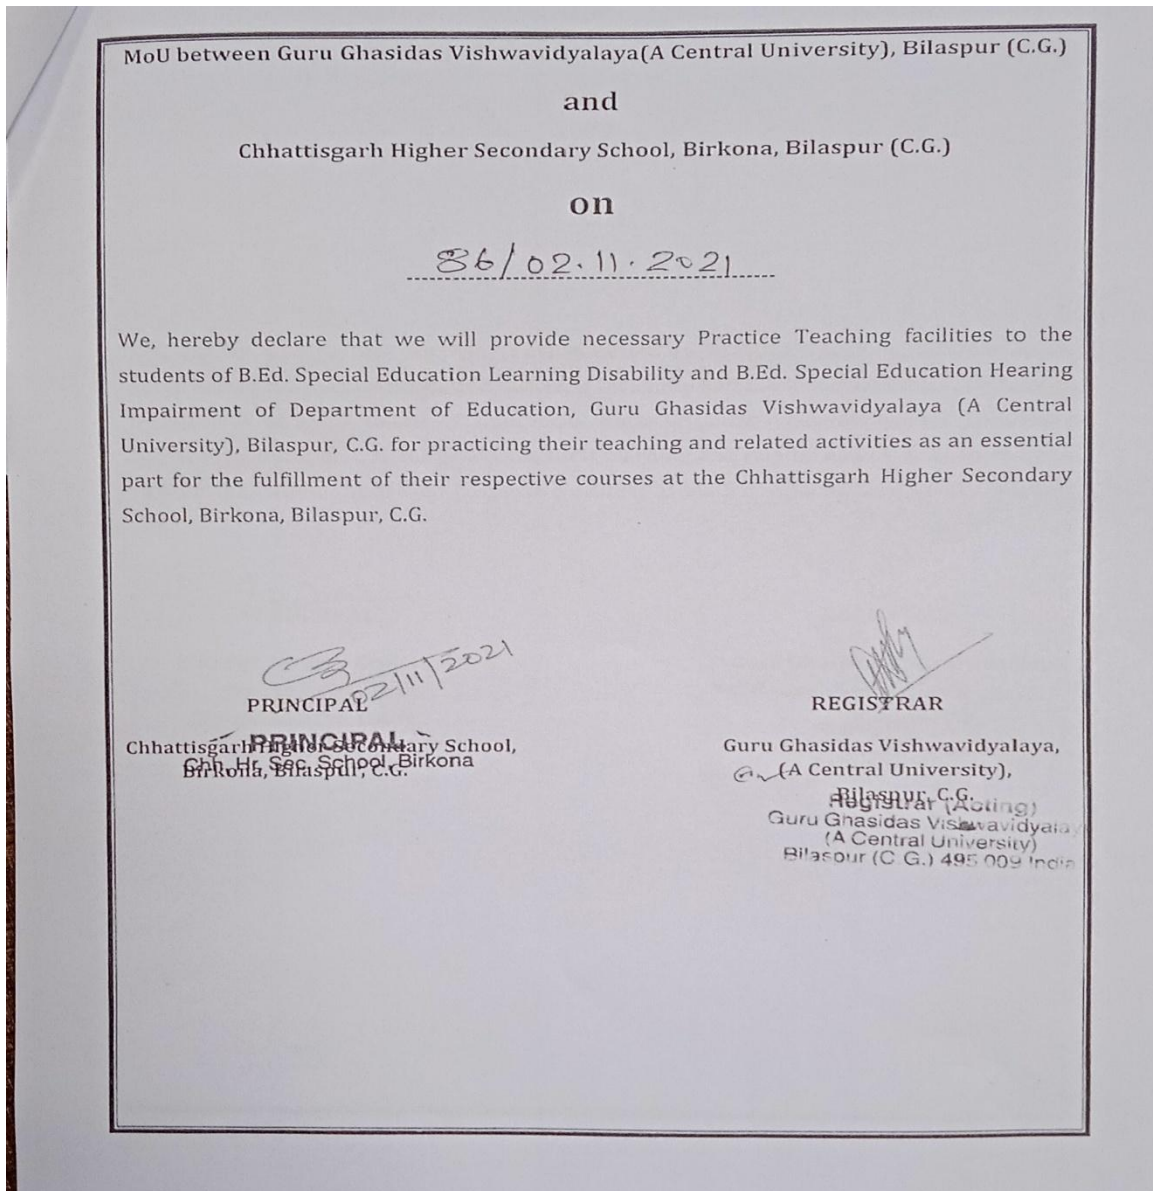 MoU between Guru Ghasidas Vishwavidyalaya(A Central University), Bilaspur (C.G.)
and
Chhattisgarh Higher Secondary School, Birkona, Bilaspur (C.G.)
on
86/02.11.2021
We, hereby declare that we will provide necessary Practice Teaching facilities to the
students of B.Ed. Special Education Learning Disability and B.Ed. Special Education Hearing
Impairment of Department of Education, Guru Ghasidas Vishwavidyalaya (A Central
University), Bilaspur, C.G. for practicing their teaching and related activities as an essential
part for the fulfillment of their respective courses at the Chhattisgarh Higher Secondary
School, Birkona, Bilaspur, C.G.
02/11/2021
PRINCIPAL
Chhattisgarh Higher Secondary School,
Birkona, Bilaspur, C.G.
PRINCIPAL
Chh. Hr. Sec. School, Birkona
REGISTRAR
Guru Ghasidas Vishwavidyalaya,
(A Central University),
Bilaspur, C.G.
Registrar (Acting)
Guru Ghasidas Vishwavidyalay
(A Central University)
Bilaspur (C.G.) 495 009 India